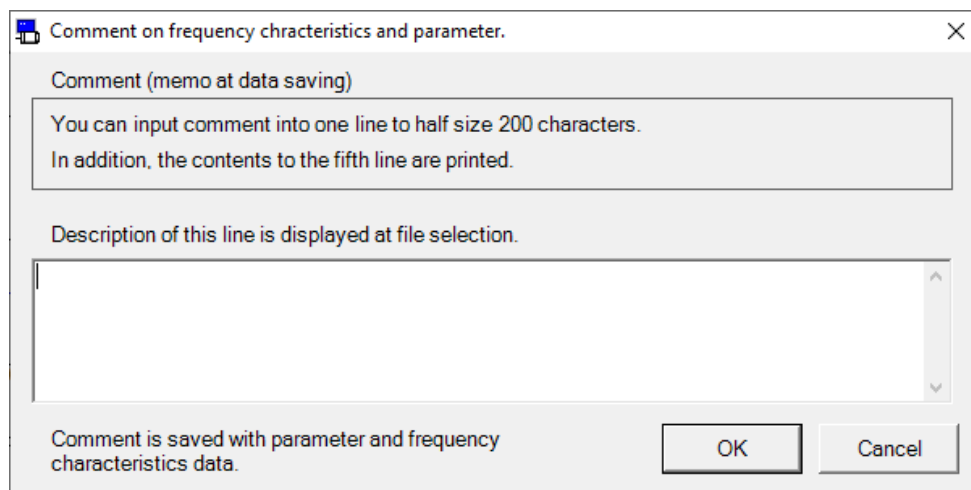 Comment on frequency chracteristics and parameter.
Comment (memo at data saving)
You can input comment into one line to half size 200 characters.
In addition, the contents to the fifth line are printed.
Description of this line is displayed at file selection.
Comment is saved with parameter and frequency
characteristics data.
OK
Cancel